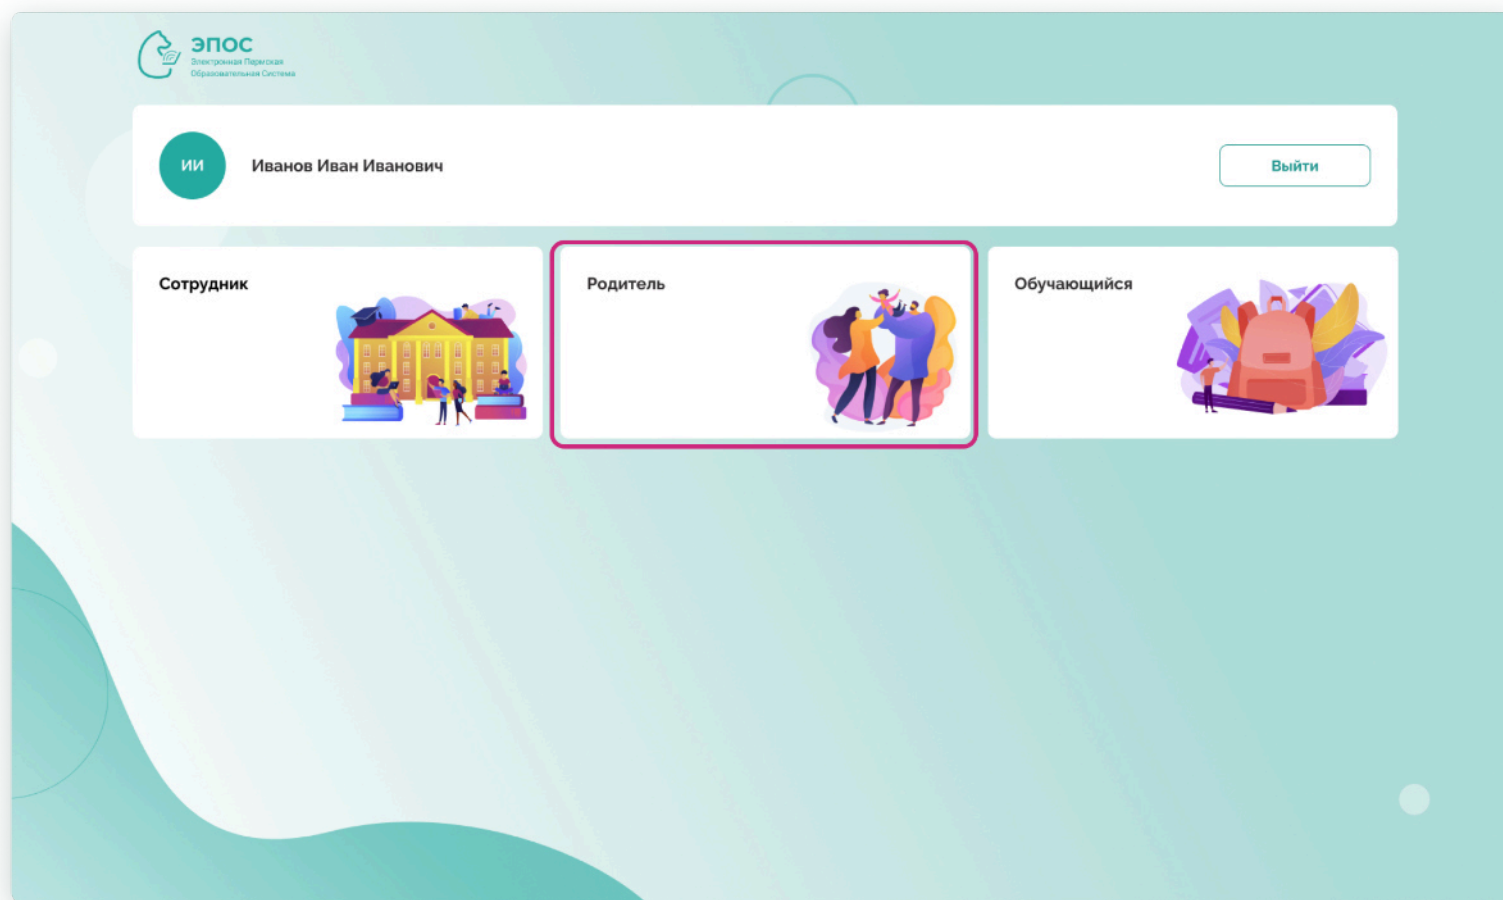 ЭПОС
Электронная Пермская
Образовательная Система
ИИ
Иванов Иван Иванович
Выйти
Сотрудник
Родитель
Обучающийся